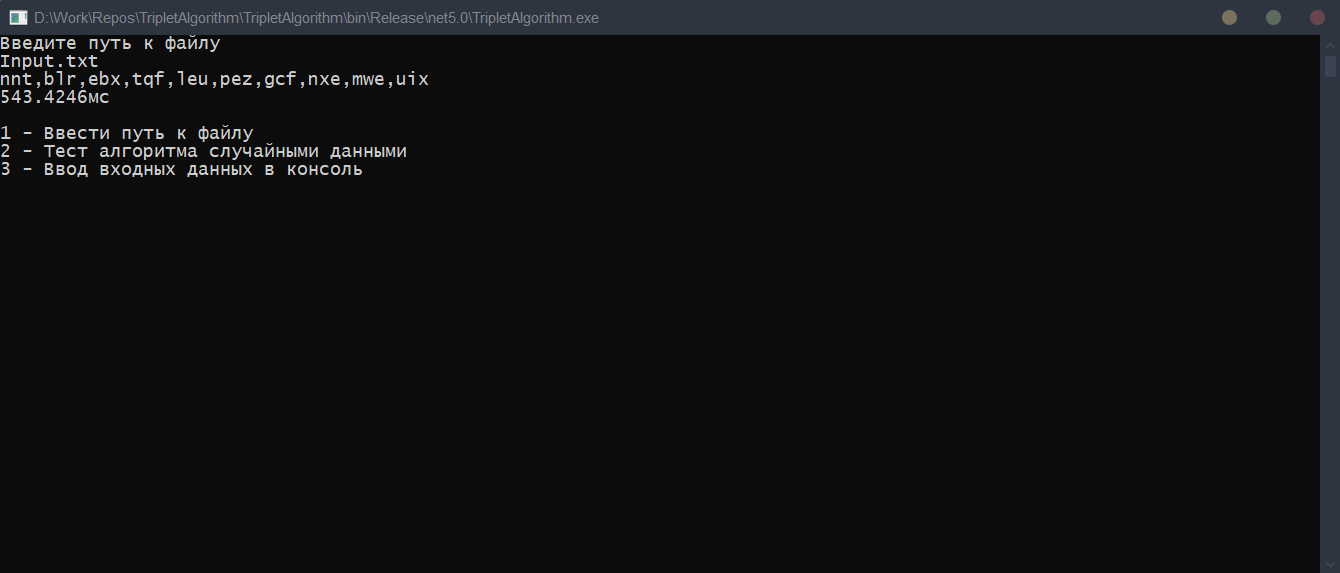 D:\Work\Repos\TripletAlgorithm\TripletAlgorithm\bin\Release\net5.0\TripletAlgorithm.exe
Введите путь к файлу
Input.txt
nnt,blr,ebx,tqf,leu,pez,gcf,nxe,mwe,uix
543.4246мс
1 - Ввести путь к файлу
2 - Тест алгоритма случайными данными
3 - Ввод входных данных в консоль